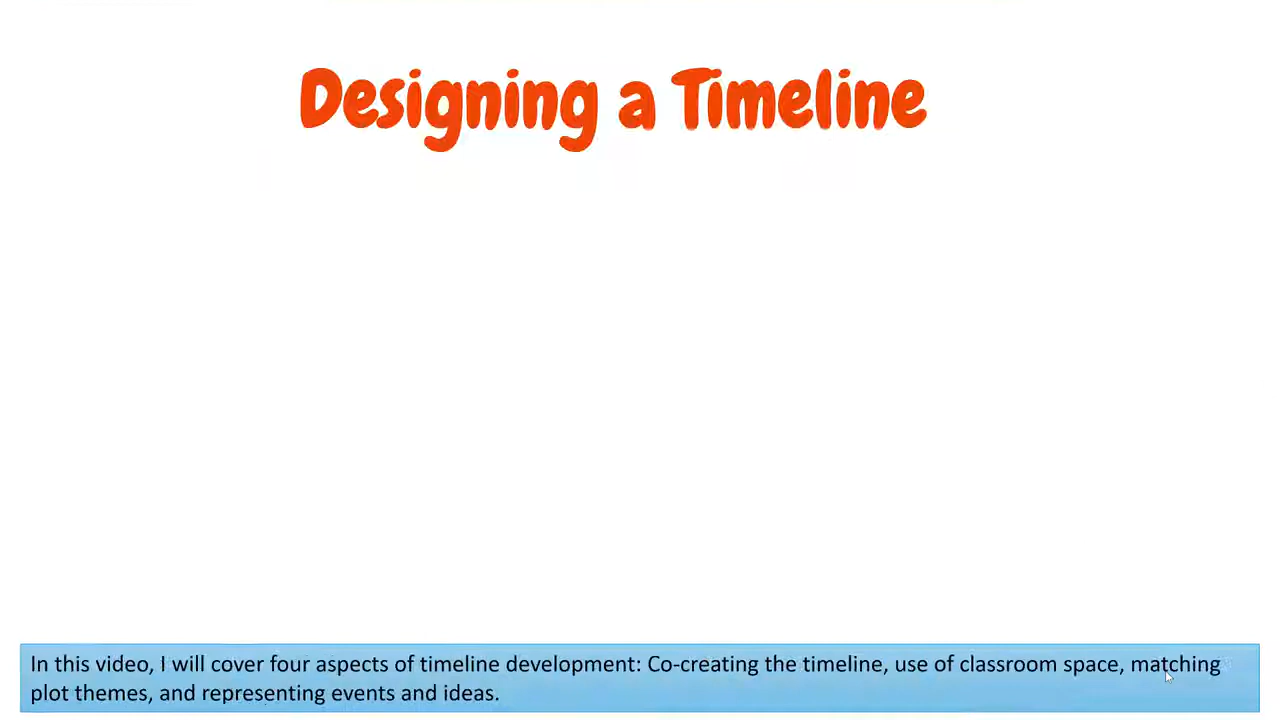 Designing a Timeline
In this video, I will cover four aspects of timeline development: Co-creating the timeline, use of classroom space, matching
plot themes, and representing events and ideas.